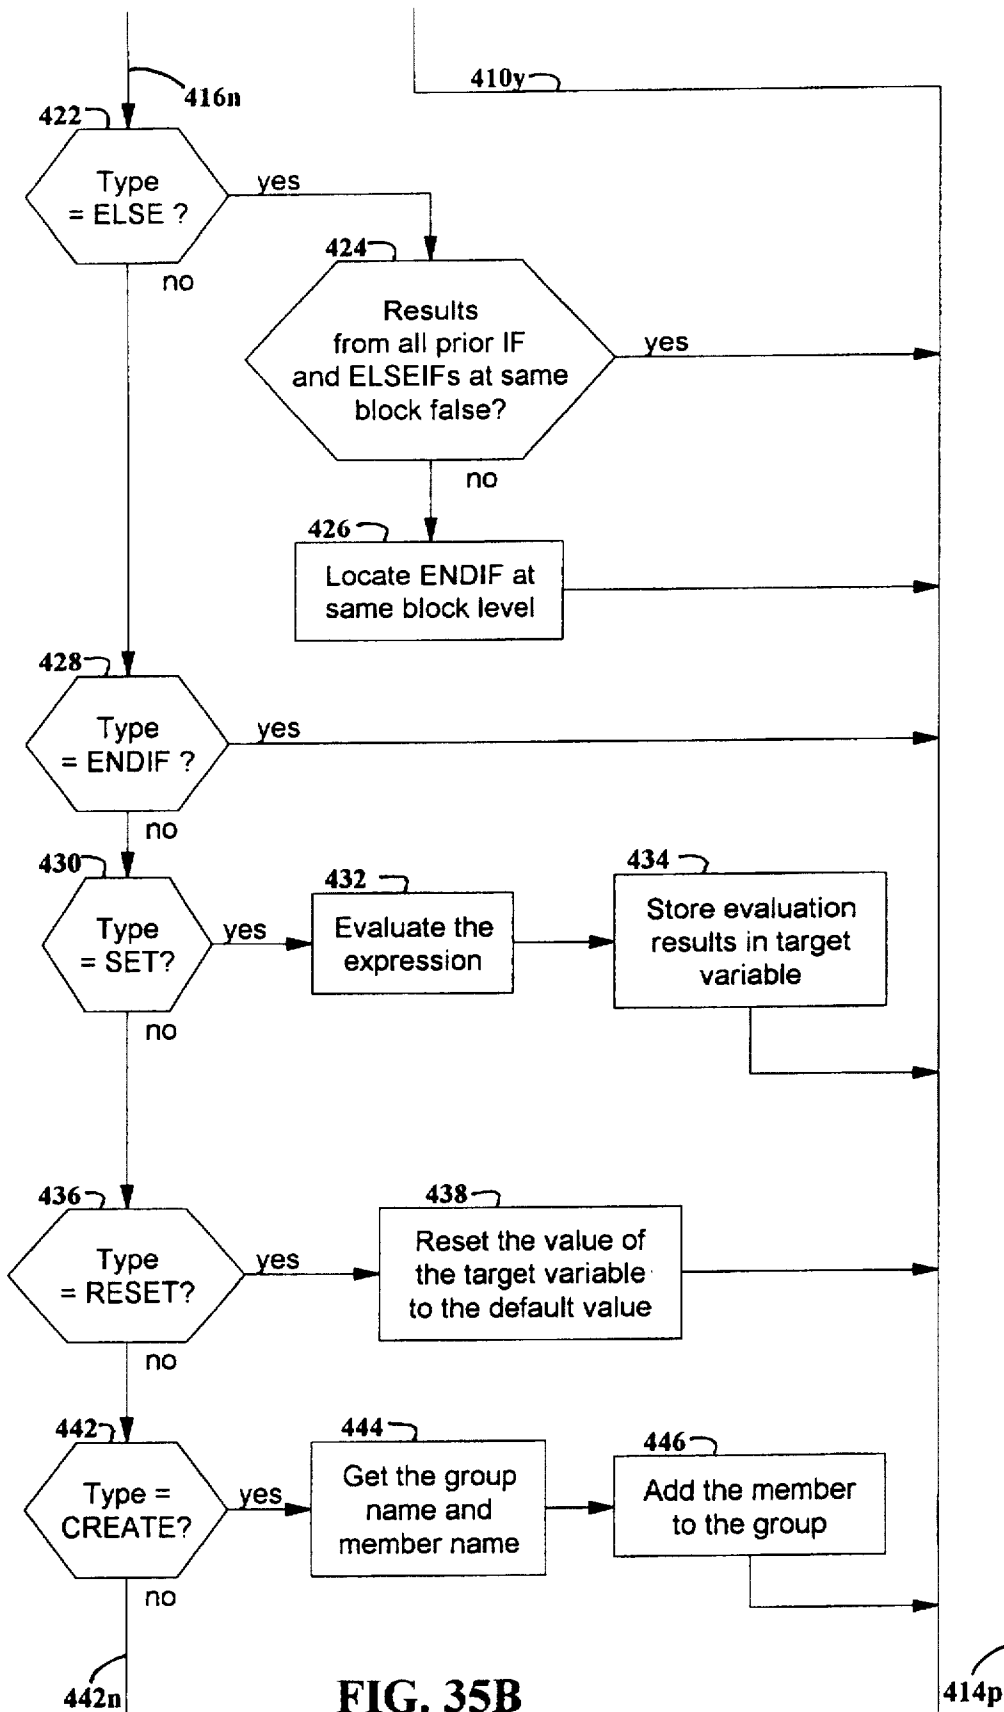 410y
416n
422
Type
= ELSE ?
yes
no
424
Results
from all prior IF
and ELSEIFs at same
block false?
yes
no
426
Locate ENDIF at
same block level
428
Type
= ENDIF ?
yes
no
430
Type
= SET?
yes
no
432
Evaluate the
expression
434
Store evaluation
results in target
variable
436
Type
= RESET?
yes
no
438
Reset the value of
the target variable
to the default value
442
Type =
CREATE?
yes
no
444
Get the group
name and
member name
446
Add the member
to the group
442n
FIG. 35B
414p